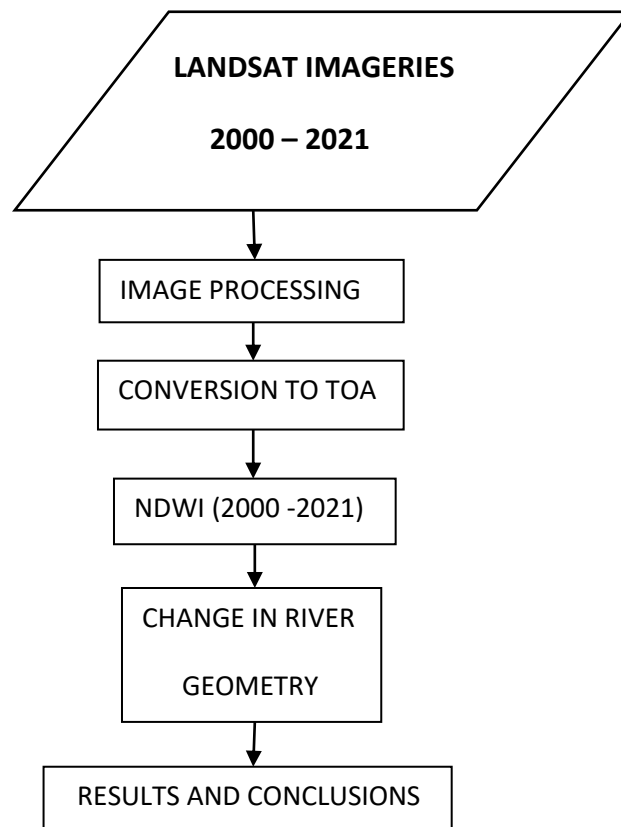 LANDSAT IMAGERIES
2000 – 2021
IMAGE PROCESSING
CONVERSION TO TOA
NDWI (2000 -2021)
CHANGE IN RIVER
GEOMETRY
RESULTS AND CONCLUSIONS